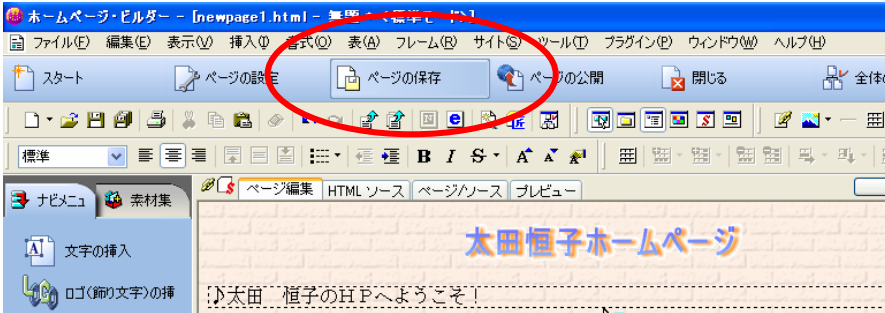 ホームページ・ビルダー - [newpage1.html -
ファイル(F) 編集(E) 表示(V) 挿入(I) 書式(O) 表(A) フレーム(R) サイト(S) ツール(T) プラグイン(P) ウィンドウ(W) ヘルプ(H)
スタート ページの設定 ページの保存 ページの公開 閉じる 全体の
標準 B I S A A
ナビメニュー 素材集 ページ編集 HTML ソース ページ/ソース プレビュー
太田恒子ホームページ
文字の挿入
ロゴ(飾り文字)の挿
♪太田 恒子のHPへようこそ!